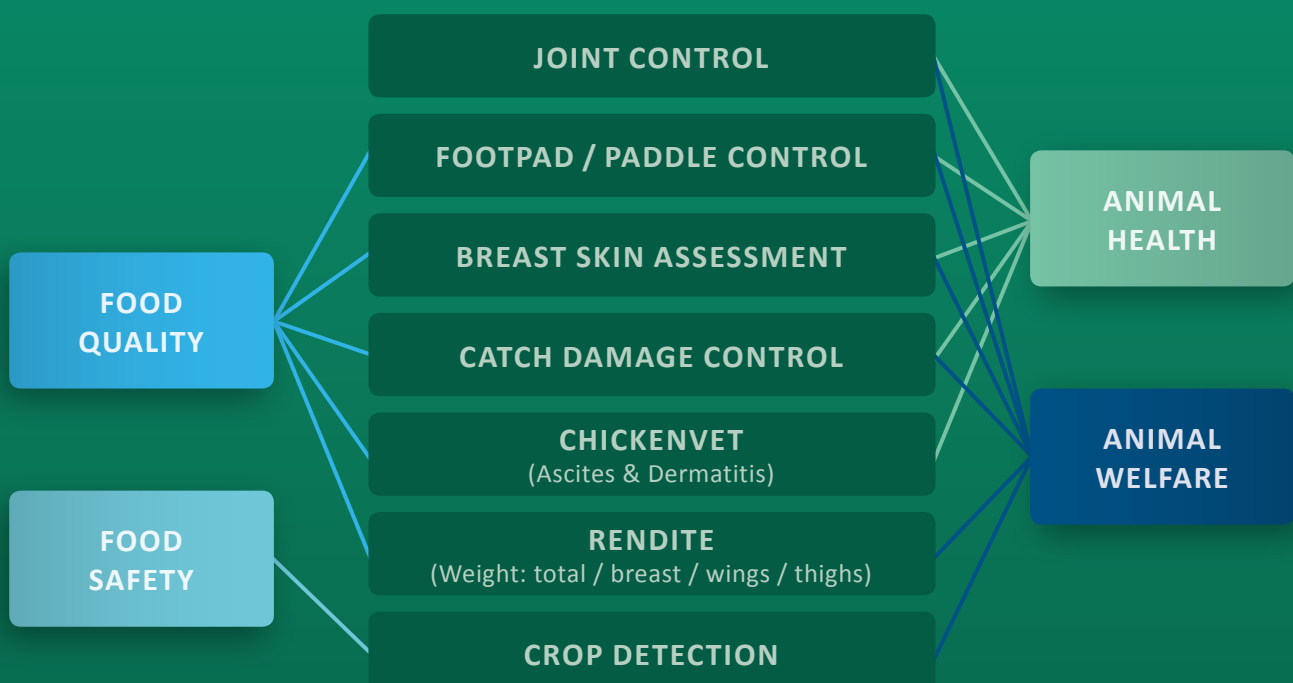 JOINT CONTROL
FOOTPAD / PADDLE CONTROL
BREAST SKIN ASSESSMENT
CATCH DAMAGE CONTROL
CHICKENVET
(Ascites & Dermatitis)
RENDITE
(Weight: total / breast / wings / thighs)
CROP DETECTION
FOOD
QUALITY
FOOD
SAFETY
ANIMAL
HEALTH
ANIMAL
WELFARE